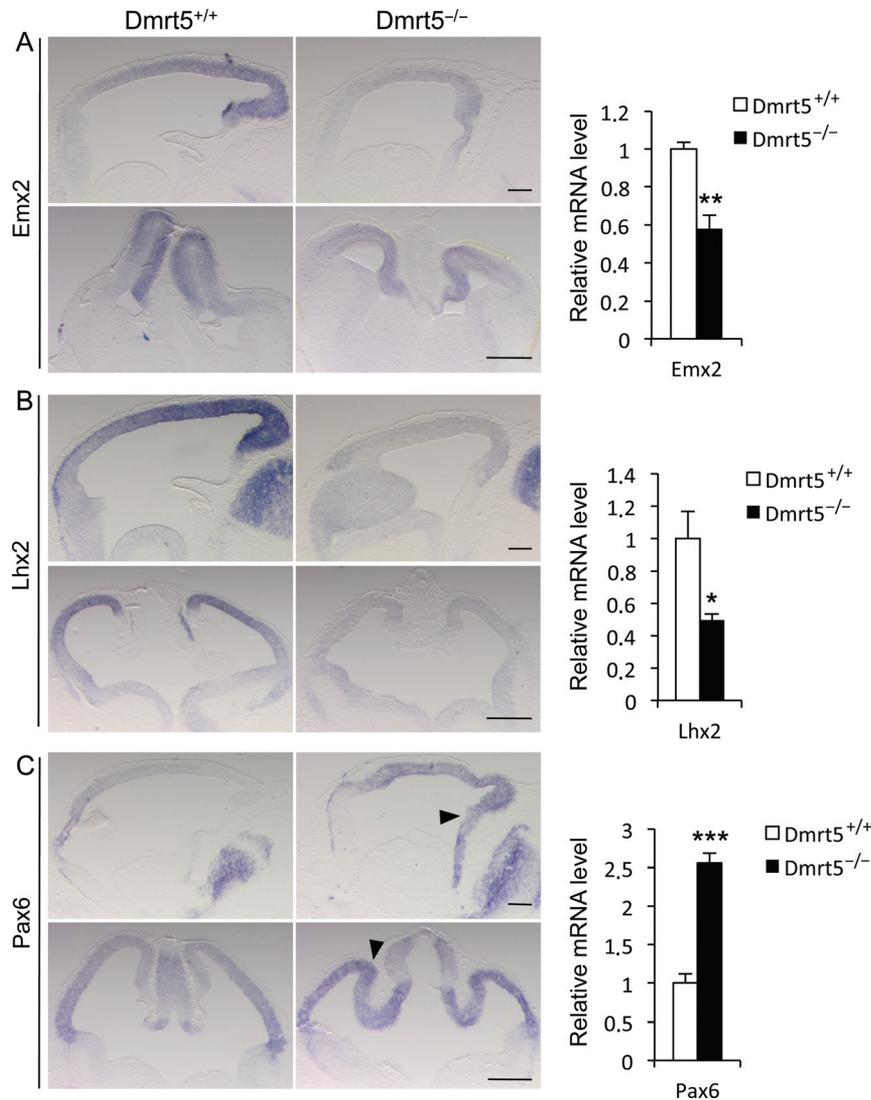 Dmrt5+/+ Dmrt5–/–
A
Emx2
Relative mRNA level
1,2
1
0.8
0.6
0.4
0.2
0
**
Emx2
Dmrt5+/+
Dmrt5–/–
B
Lhx2
Relative mRNA level
1.4
1.2
1
0.8
0.6
0.4
0.2
0
*
Lhx2
Dmrt5+/+
Dmrt5–/–
C
Pax6
Relative mRNA level
3
2.5
2
1.5
1
0.5
0
***
Pax6
Dmrt5+/+
Dmrt5–/–